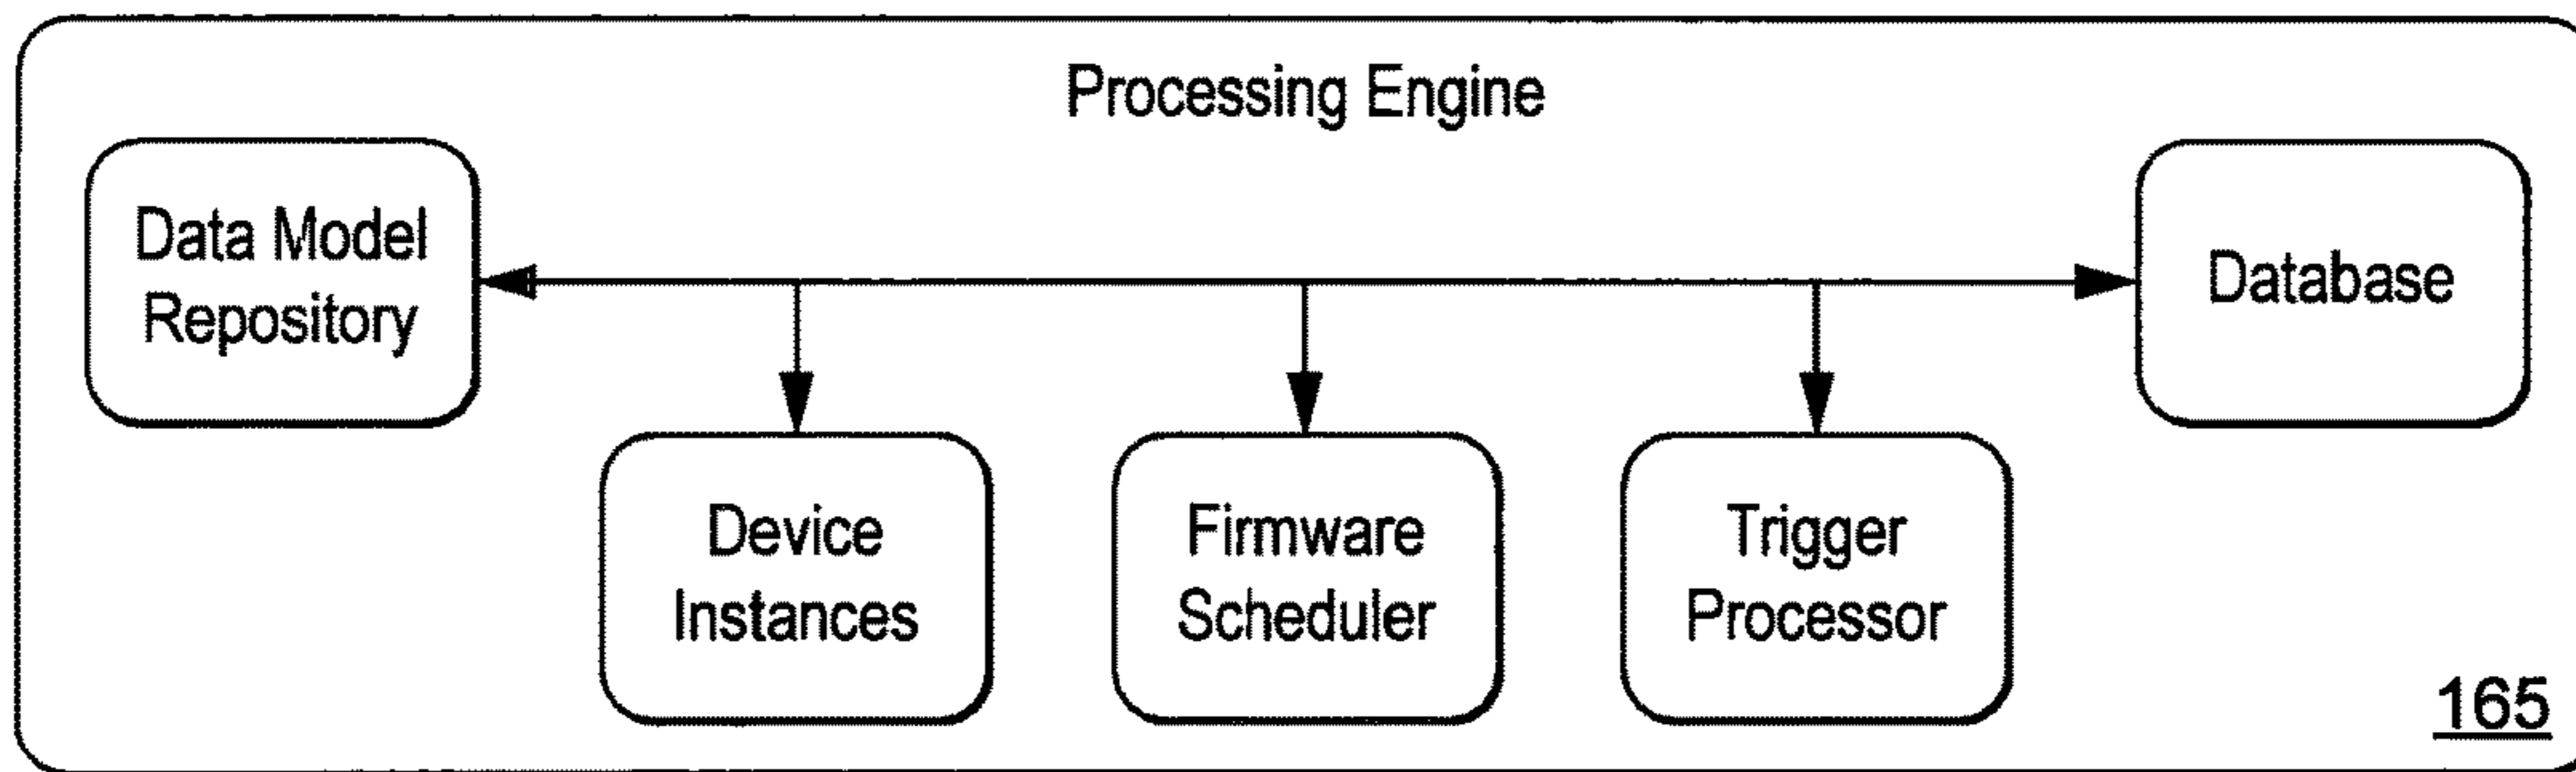 Processing Engine
Data Model
Repository
Database
Device
Instances
Firmware
Scheduler
Trigger
Processor
165